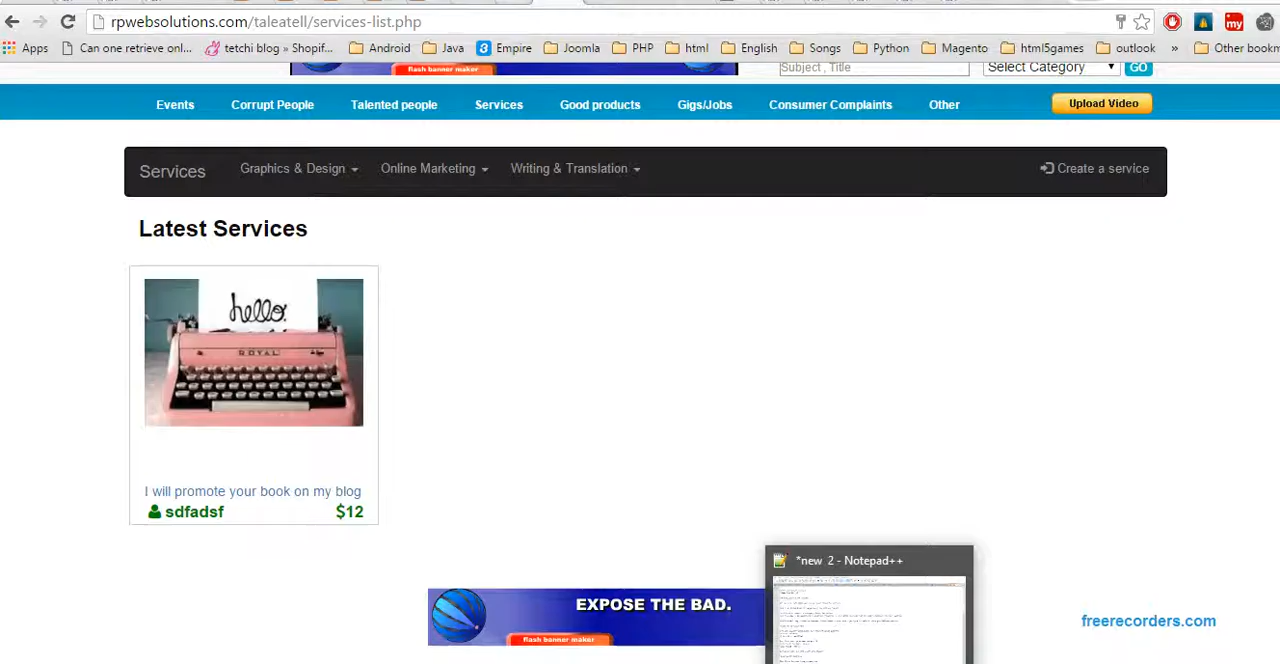 rpwebsolutions.com/taleatell/services-list.php
my
Apps Can one retrieve onl... tetchi blog » Shopif... Android Java Empire Joomla PHP html English Songs Python Magento html5games outlook » Other bookm
flash banner maker Subject , Title Select Category GO
Events Corrupt People Talented people Services Good products Gigs/Jobs Consumer Complaints Other Upload Video
Services Graphics & Design Online Marketing Writing & Translation Create a service
Latest Services
hello.
ROYAL
I will promote your book on my blog
sdfadsf $12
*new 2 - Notepad++
EXPOSE THE BAD.
flash banner maker
freerecorders.com